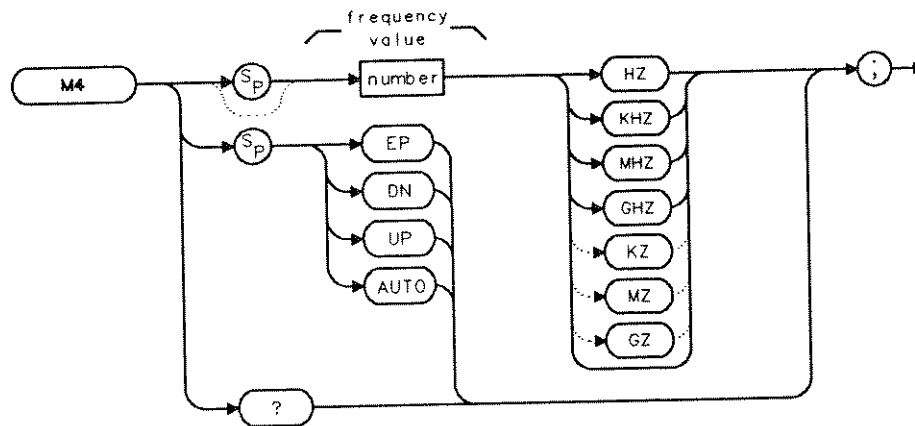 frequency
value
M4
SP
number
HZ
;
KHZ
SP
EP
MHZ
DN
GHZ
UP
KZ
AUTO
MZ
GZ
?